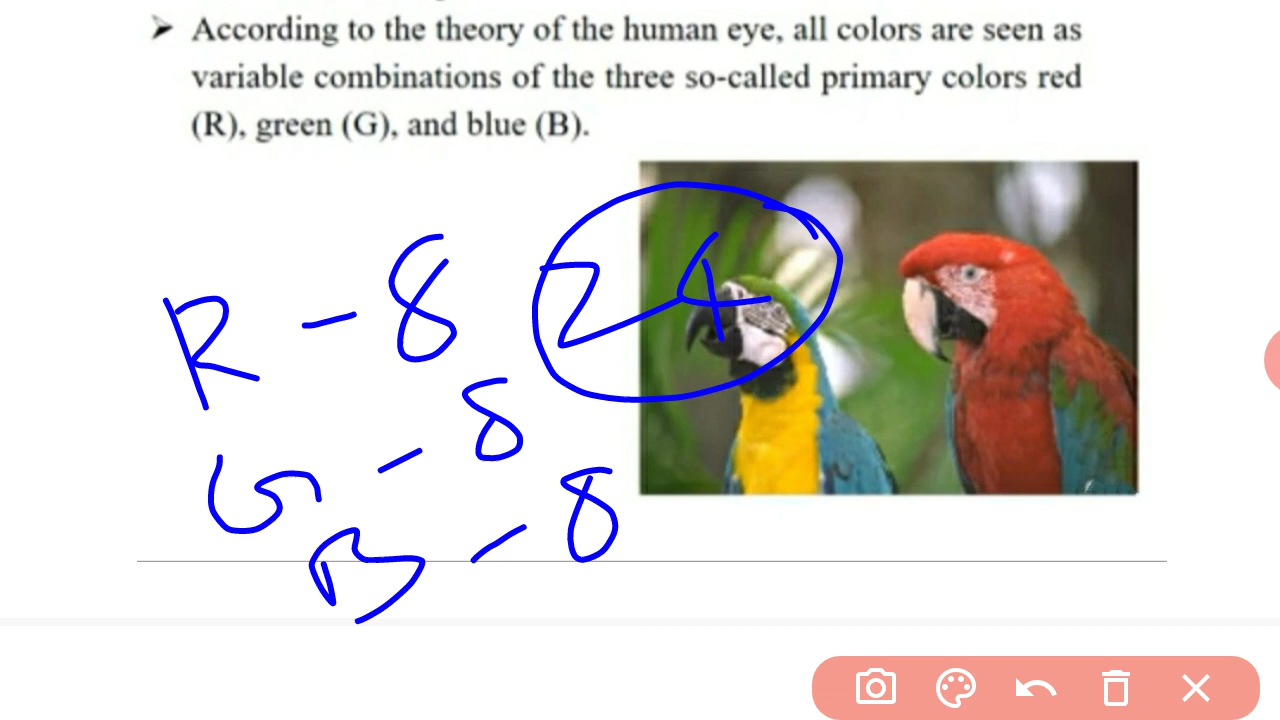 ➤ According to the theory of the human eye, all colors are seen as
variable combinations of the three so-called primary colors red
(R), green (G), and blue (B).
R - 8
24
G - 8
B - 8